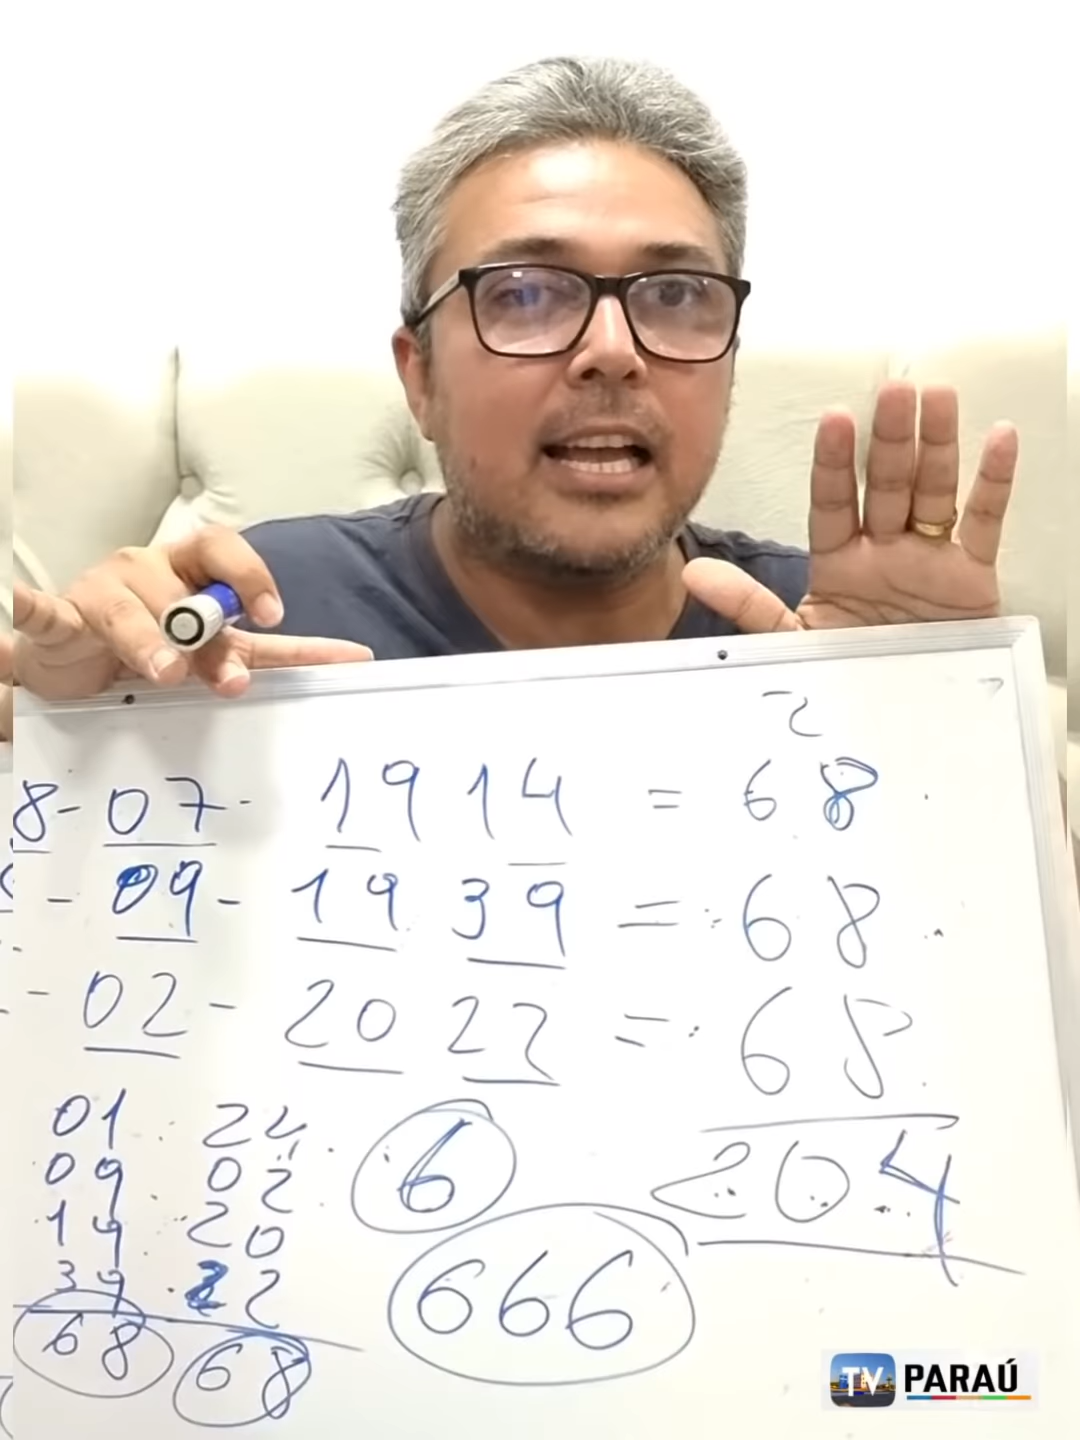 2
8-07-1914 = 68
- 09-1939 = 68
- 02-2022 = 68
01 24
09 02
6
204
19 20
666
39 22
68 68
TV PARAÚ